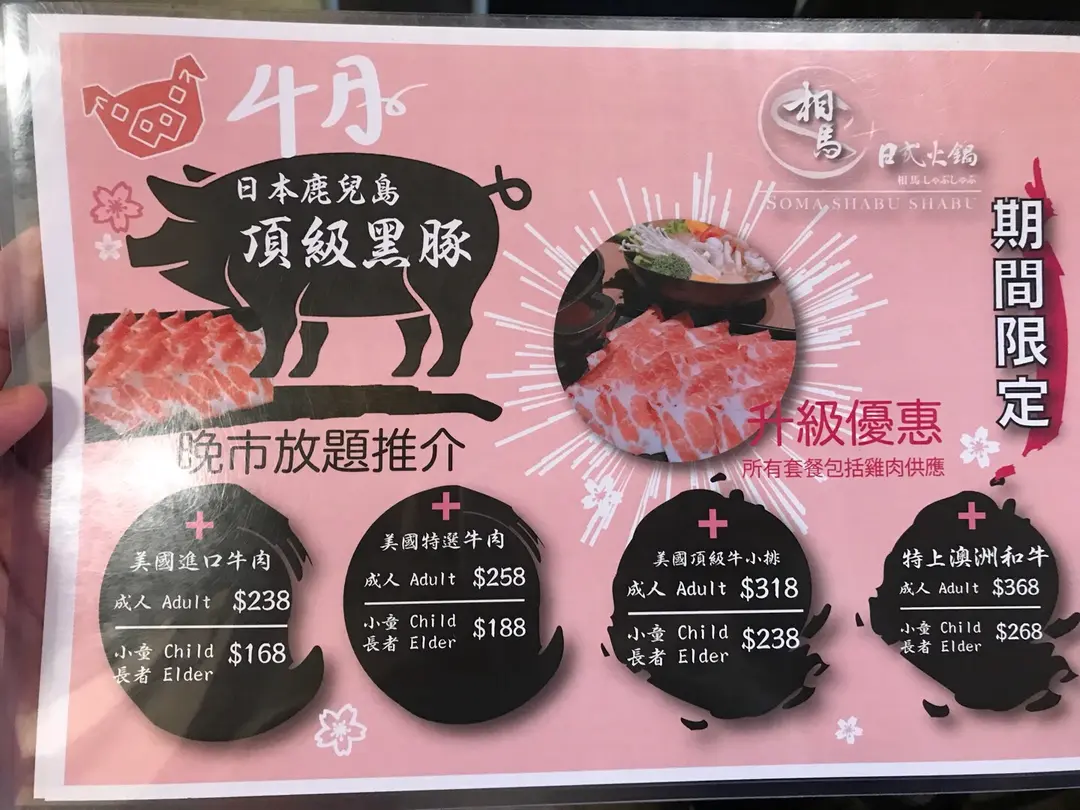 4月
日本鹿兒島
頂級黑豚
晚市放題推介
相馬
日式火鍋
相馬しゃぶしゃぶ
SOMA SHABU SHABU
期間限定
升級優惠
所有套餐包括雞肉供應
+
美國進口牛肉
成人 Adult $238
小童 Child
長者 Elder $168
+
美國特選牛肉
成人 Adult $258
小童 Child
長者 Elder $188
+
美國頂級牛小排
成人 Adult $318
小童 Child
長者 Elder $238
+
特上澳洲和牛
成人 Adult $368
小童 Child
長者 Elder $268